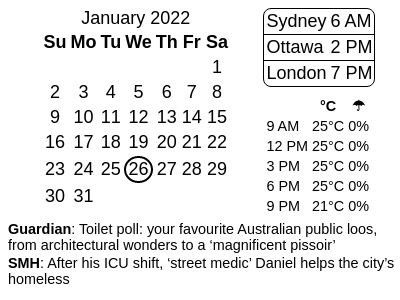 January 2022
Su Mo Tu We Th Fr Sa
1
2 3 4 5 6 7 8
9 10 11 12 13 14 15
16 17 18 19 20 21 22
23 24 25 26 27 28 29
30 31
Sydney 6 AM
Ottawa 2 PM
London 7 PM
°C ☂
9 AM 25°C 0%
12 PM 25°C 0%
3 PM 25°C 0%
6 PM 25°C 0%
9 PM 21°C 0%
Guardian: Toilet poll: your favourite Australian public loos,
from architectural wonders to a ‘magnificent pissoir’
SMH: After his ICU shift, ‘street medic’ Daniel helps the city’s
homeless